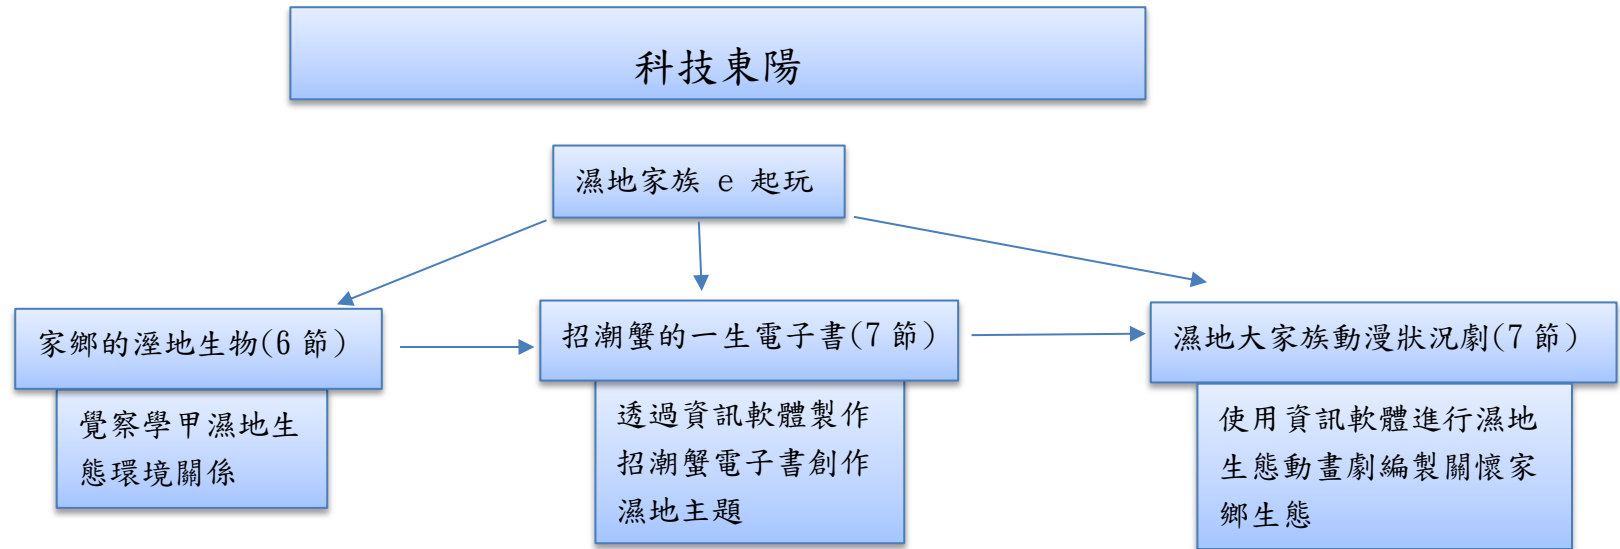 科技東陽
濕地家族 e 起玩
家鄉的溼地生物(6 節)
招潮蟹的一生電子書(7 節)
濕地大家族動漫狀況劇(7 節)
覺察學甲濕地生
態環境關係
透過資訊軟體製作
招潮蟹電子書創作
濕地主題
使用資訊軟體進行濕地
生態動畫劇編製關懷家
鄉生態